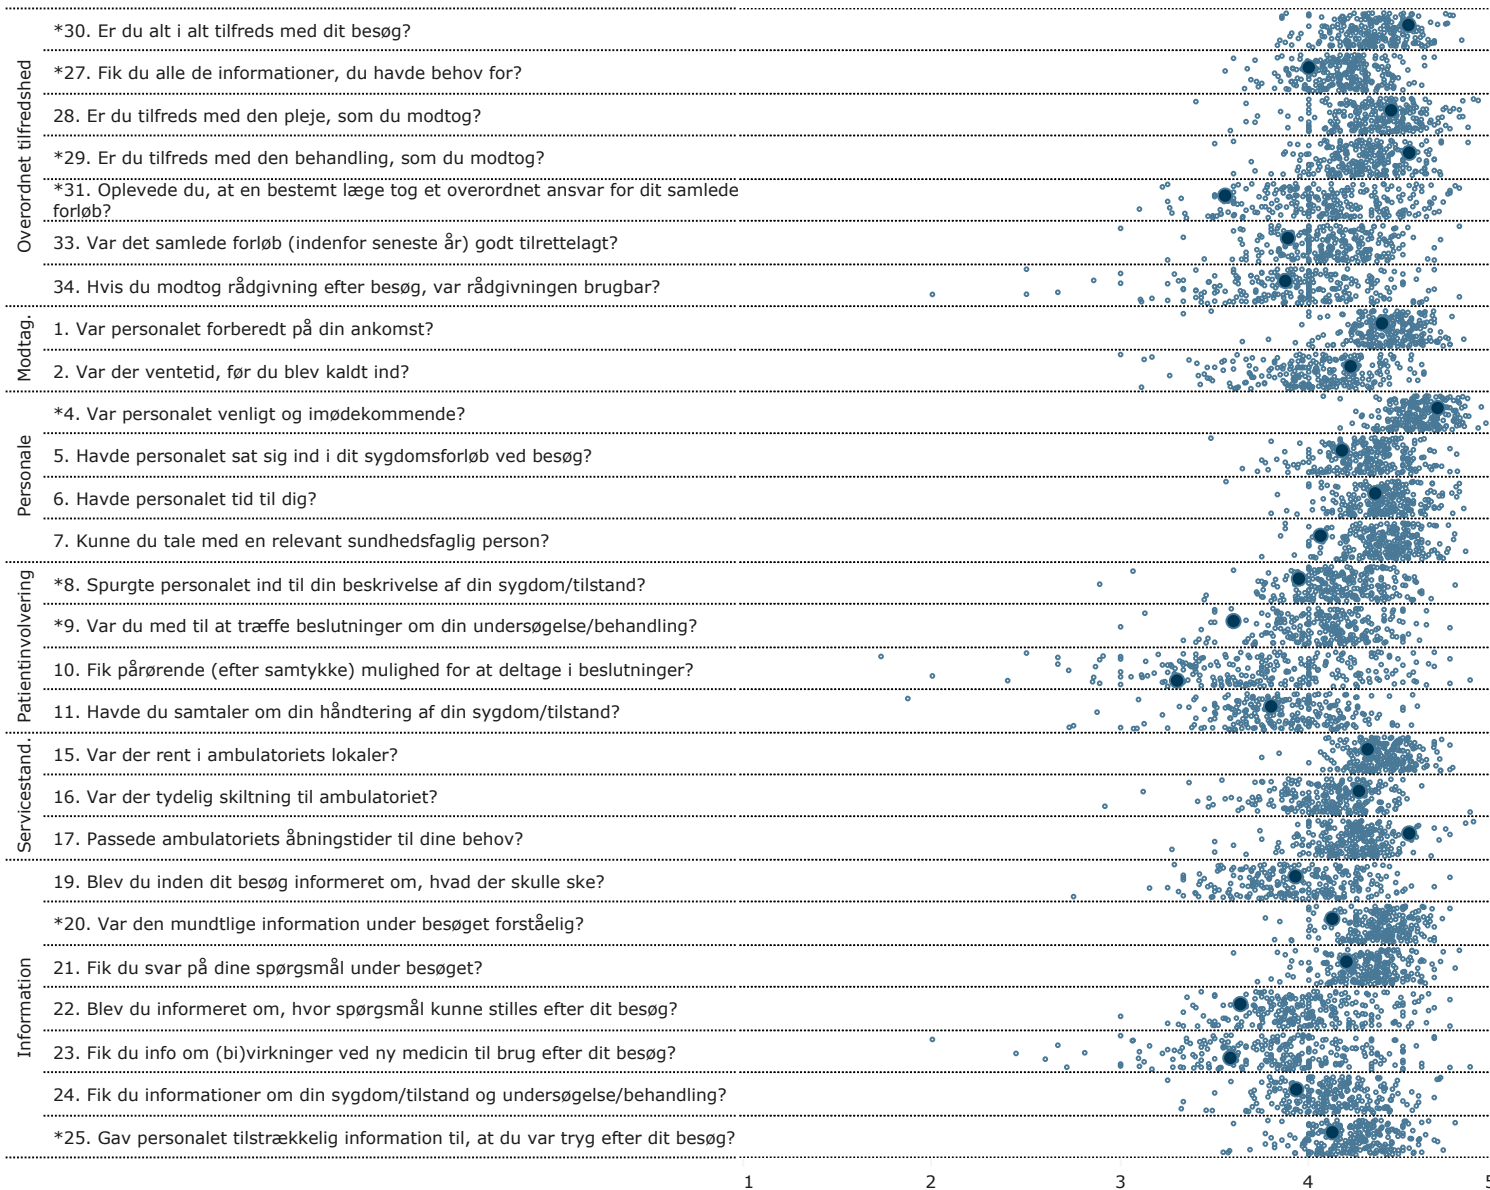 Overordnet tilfredshed
*30. Er du alt i alt tilfreds med dit besøg?
*27. Fik du alle de informationer, du havde behov for?
28. Er du tilfreds med den pleje, som du modtog?
*29. Er du tilfreds med den behandling, som du modtog?
*31. Oplevede du, at en bestemt læge tog et overordnet ansvar for dit samlede
forløb?
33. Var det samlede forløb (indenfor seneste år) godt tilrettelagt?
34. Hvis du modtog rådgivning efter besøg, var rådgivningen brugbar?
Modtag.
1. Var personalet forberedt på din ankomst?
2. Var der ventetid, før du blev kaldt ind?
Personale
*4. Var personalet venligt og imødekommende?
5. Havde personalet sat sig ind i dit sygdomsforløb ved besøg?
6. Havde personalet tid til dig?
7. Kunne du tale med en relevant sundhedsfaglig person?
Patientinvolvering
*8. Spurgte personalet ind til din beskrivelse af din sygdom/tilstand?
*9. Var du med til at træffe beslutninger om din undersøgelse/behandling?
10. Fik pårørende (efter samtykke) mulighed for at deltage i beslutninger?
11. Havde du samtaler om din håndtering af din sygdom/tilstand?
Servicestand.
15. Var der rent i ambulatoriets lokaler?
16. Var der tydelig skiltning til ambulatoriet?
17. Passede ambulatoriets åbningstider til dine behov?
Information
19. Blev du inden dit besøg informeret om, hvad der skulle ske?
*20. Var den mundtlige information under besøget forståelig?
21. Fik du svar på dine spørgsmål under besøget?
22. Blev du informeret om, hvor spørgsmål kunne stilles efter dit besøg?
23. Fik du info om (bi)virkninger ved ny medicin til brug efter dit besøg?
24. Fik du informationer om din sygdom/tilstand og undersøgelse/behandling?
*25. Gav personalet tilstrækkelig information til, at du var tryg efter dit besøg?
1 2 3 4 5